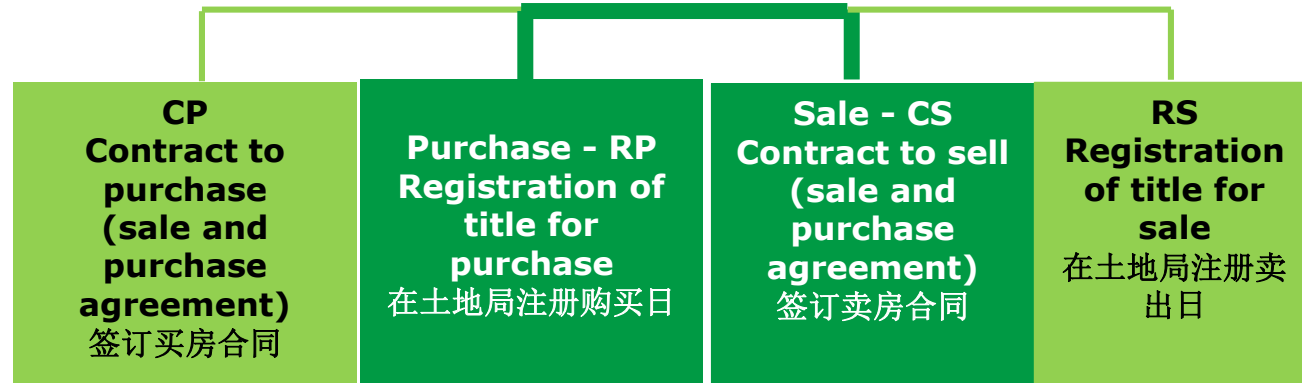 CP
Contract to
purchase
(sale and
purchase
agreement)
签订买房合同
Purchase - RP
Registration of
title for
purchase
在土地局注册购买日
Sale - CS
Contract to sell
(sale and
purchase
agreement)
签订卖房合同
RS
Registration
of title for
sale
在土地局注册卖
出日